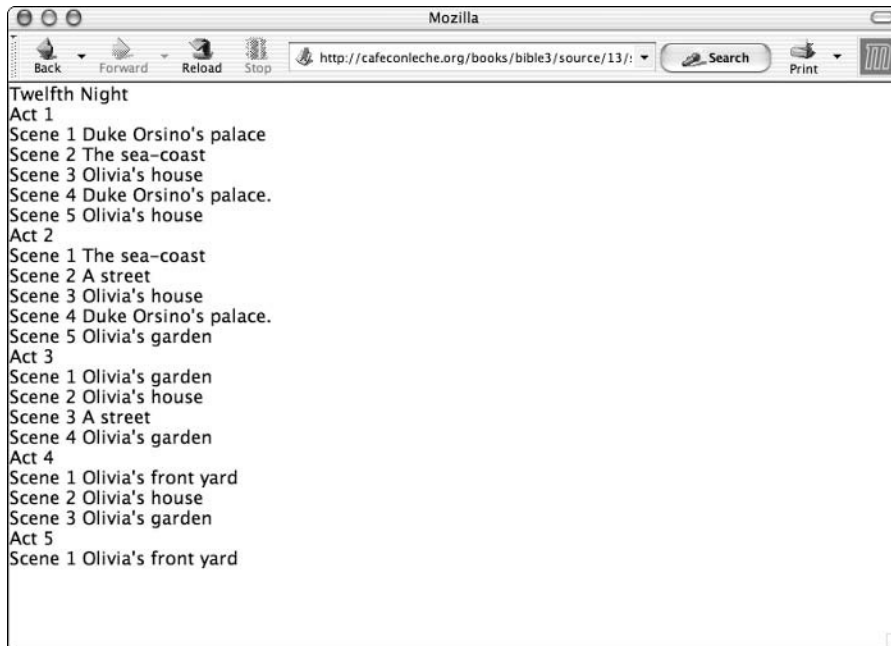 Mozilla
Back Forward Reload Stop http://cafeconleche.org/books/bible3/source/13/ Search Print
Twelfth Night
Act 1
Scene 1 Duke Orsino's palace
Scene 2 The sea-coast
Scene 3 Olivia's house
Scene 4 Duke Orsino's palace.
Scene 5 Olivia's house
Act 2
Scene 1 The sea-coast
Scene 2 A street
Scene 3 Olivia's house
Scene 4 Duke Orsino's palace.
Scene 5 Olivia's garden
Act 3
Scene 1 Olivia's garden
Scene 2 Olivia's house
Scene 3 A street
Scene 4 Olivia's garden
Act 4
Scene 1 Olivia's front yard
Scene 2 Olivia's house
Scene 3 Olivia's garden
Act 5
Scene 1 Olivia's front yard